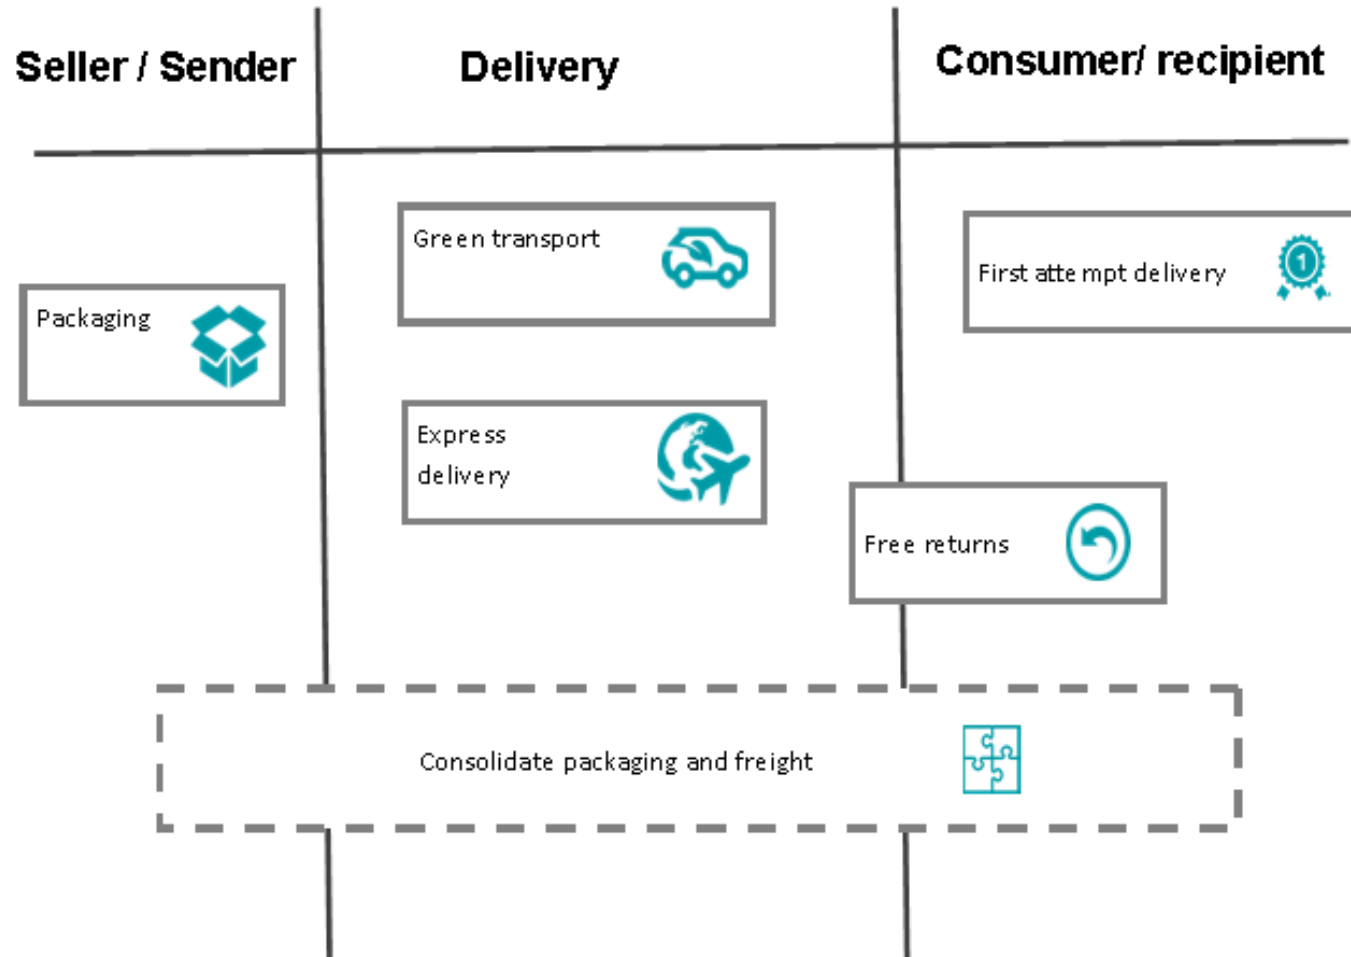 Seller / Sender
Delivery
Consumer/ recipient
Green transport
First attempt delivery
1
Packaging
Express
delivery
Free returns
Consolidate packaging and freight